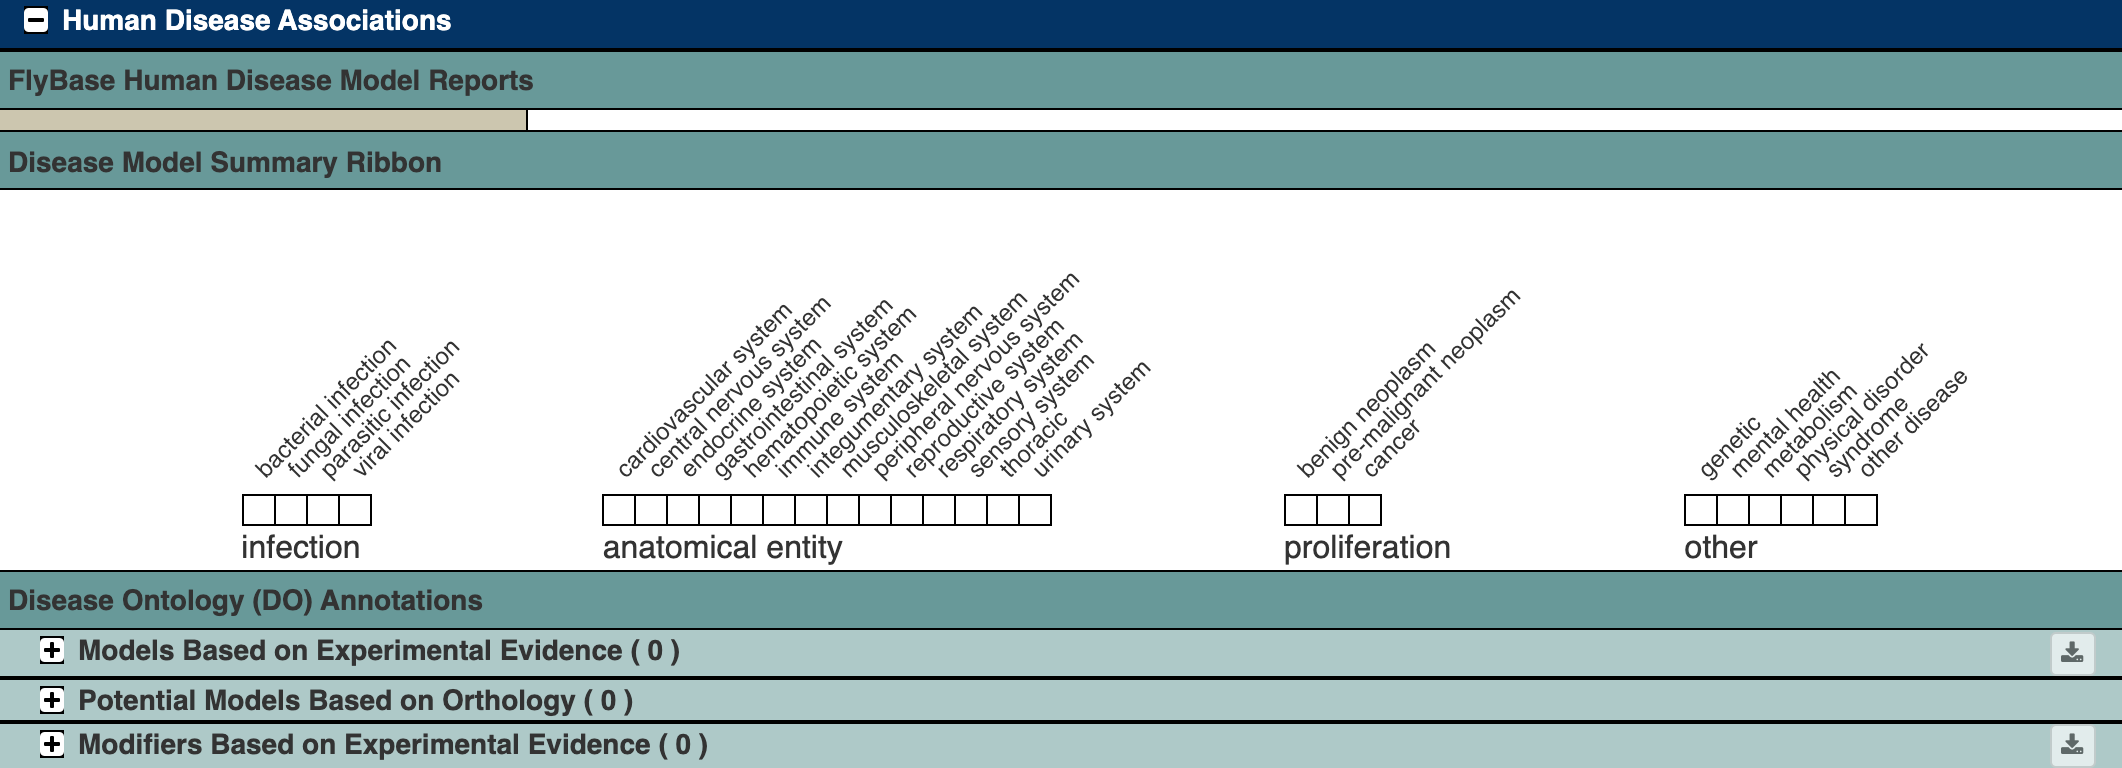 Human Disease Associations
FlyBase Human Disease Model Reports
Disease Model Summary Ribbon
bacterial infection
fungal infection
parasitic infection
viral infection
infection
cardiovascular system
central nervous system
endocrine system
gastrointestinal system
hematopoietic system
immune system
integumentary system
musculoskeletal system
peripheral nervous system
reproductive system
respiratory system
sensory system
thoracic
urinary system
anatomical entity
benign neoplasm
pre-malignant neoplasm
cancer
proliferation
genetic
mental health
metabolism
physical disorder
syndrome
other disease
other
Disease Ontology (DO) Annotations
Models Based on Experimental Evidence ( 0 )
Potential Models Based on Orthology ( 0 )
Modifiers Based on Experimental Evidence ( 0 )